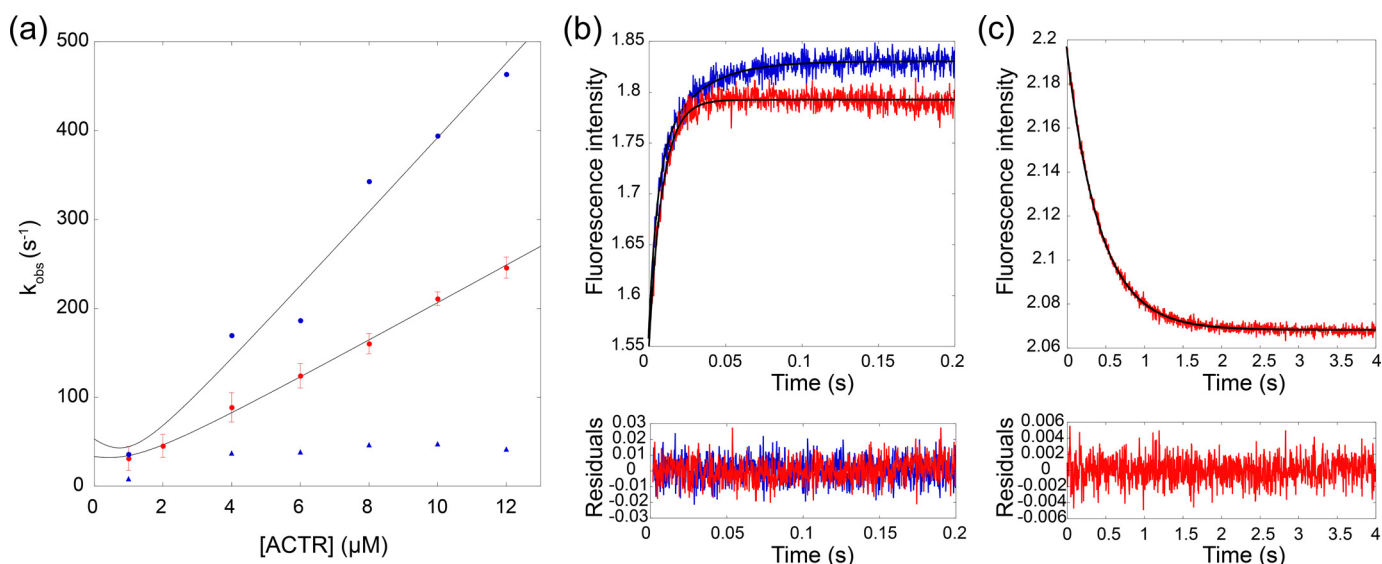 (a)
500
400
300
200
100
0
k_obs (s⁻¹)
0 2 4 6 8 10 12
[ACTR] (µM)
(b)
1.85
1.8
1.75
1.7
1.65
1.6
1.55
Fluorescence intensity
0 0.05 0.1 0.15 0.2
Time (s)
0.03
0.02
0.01
0
-0.01
-0.03
Residuals
0 0.05 0.1 0.15 0.2
Time (s)
(c)
2.2
2.18
2.16
2.14
2.12
2.1
2.08
2.06
Fluorescence intensity
0 0.5 1 1.5 2 2.5 3 3.5 4
Time (s)
0.006
0.004
0.002
0
-0.002
-0.004
-0.006
Residuals
0 0.5 1 1.5 2 2.5 3 3.5 4
Time (s)